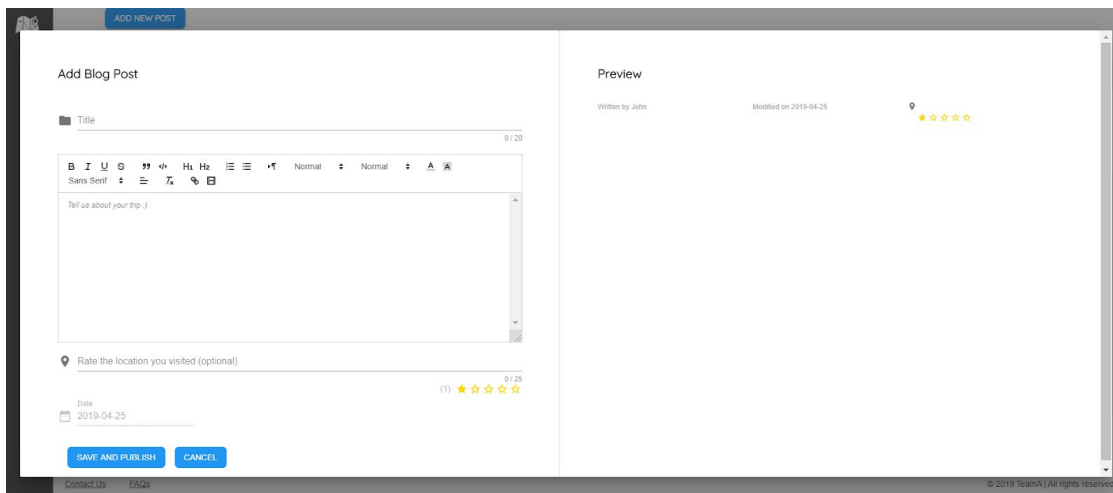 ADD NEW POST
Add Blog Post
Title
0 / 20
B I U S H1 H2 Normal Normal A A
Sans Serif
Tell us about your trip :)
Rate the location you visited (optional)
0 / 25
(1)
Date
2019-04-25
SAVE AND PUBLISH CANCEL
Preview
Written by John Modified on 2019-04-25
Contact Us FAQs © 2019 TeamA | All rights reserved